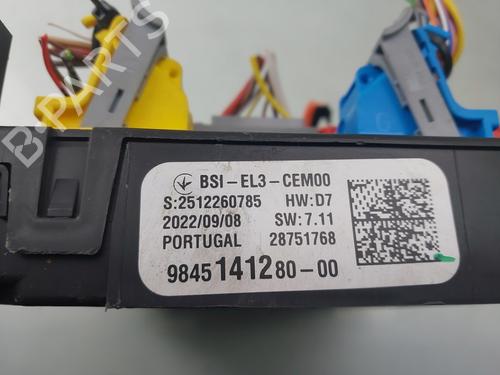 BSI-EL3-CEM00
S:2512260785 HW:D7
2022/09/08 SW:7.11
PORTUGAL 28751768
9845141280-00
B-PARTS